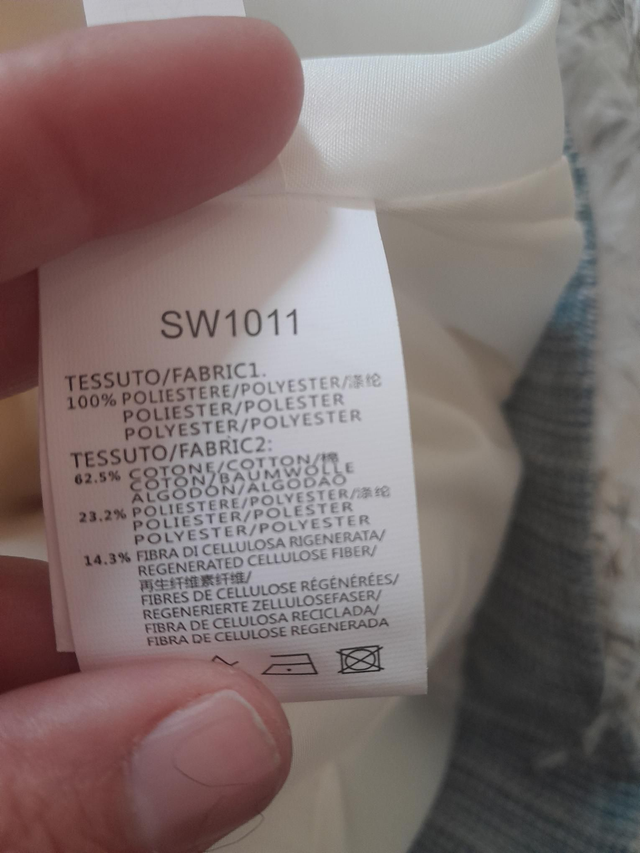 SW1011
TESSUTO/FABRIC1.
100% POLIESTERE/POLYESTER/涤纶
POLIESTER/POLESTER
POLYESTER/POLYESTER
TESSUTO/FABRIC2:
62.5% COTONE/COTTON/棉
COTON/BAUMWOLLE
ALGODÓN/ALGODAO
23.2% POLIESTERE/POLYESTER/涤纶
POLIESTER/POLESTER
POLYESTER/POLYESTER
14.3% FIBRA DI CELLULOSA RIGENERATA/
REGENERATED CELLULOSE FIBER/
再生纤维素纤维/
FIBRES DE CELLULOSE RÉGÉNÉRÉES/
REGENERIERTE ZELLULOSEFASER/
FIBRA DE CELULOSA RECICLADA/
FIBRA DE CELULOSE REGENERADA